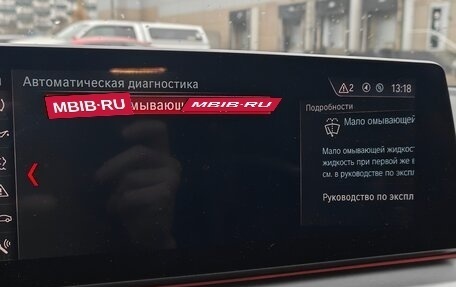 Автоматическая диагностика
2 13:18
MBIB-RU мывающ MBIB-RU
Подробности
Мало омывающей
Мало омывающей жидкост
жидкость при первой же в
см. в руководстве по экспл
Руководство по экспл